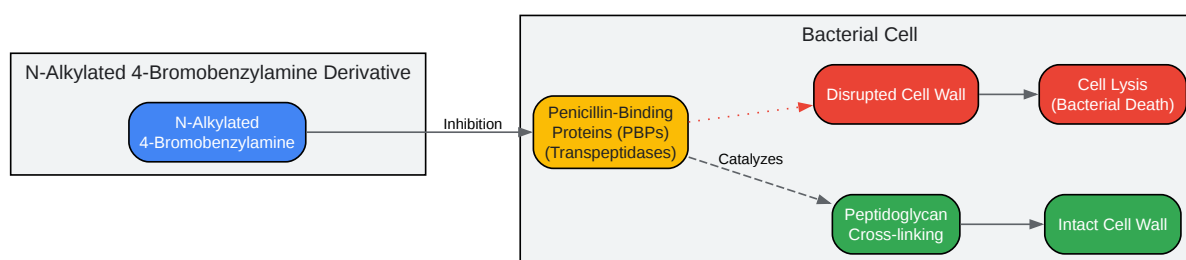 N-Alkylated 4-Bromobenzylamine Derivative
N-Alkylated
4-Bromobenzylamine
Inhibition
Bacterial Cell
Penicillin-Binding
Proteins (PBPs)
(Transpeptidases)
Disrupted Cell Wall
Cell Lysis
(Bacterial Death)
Catalyzes
Peptidoglycan
Cross-linking
Intact Cell Wall